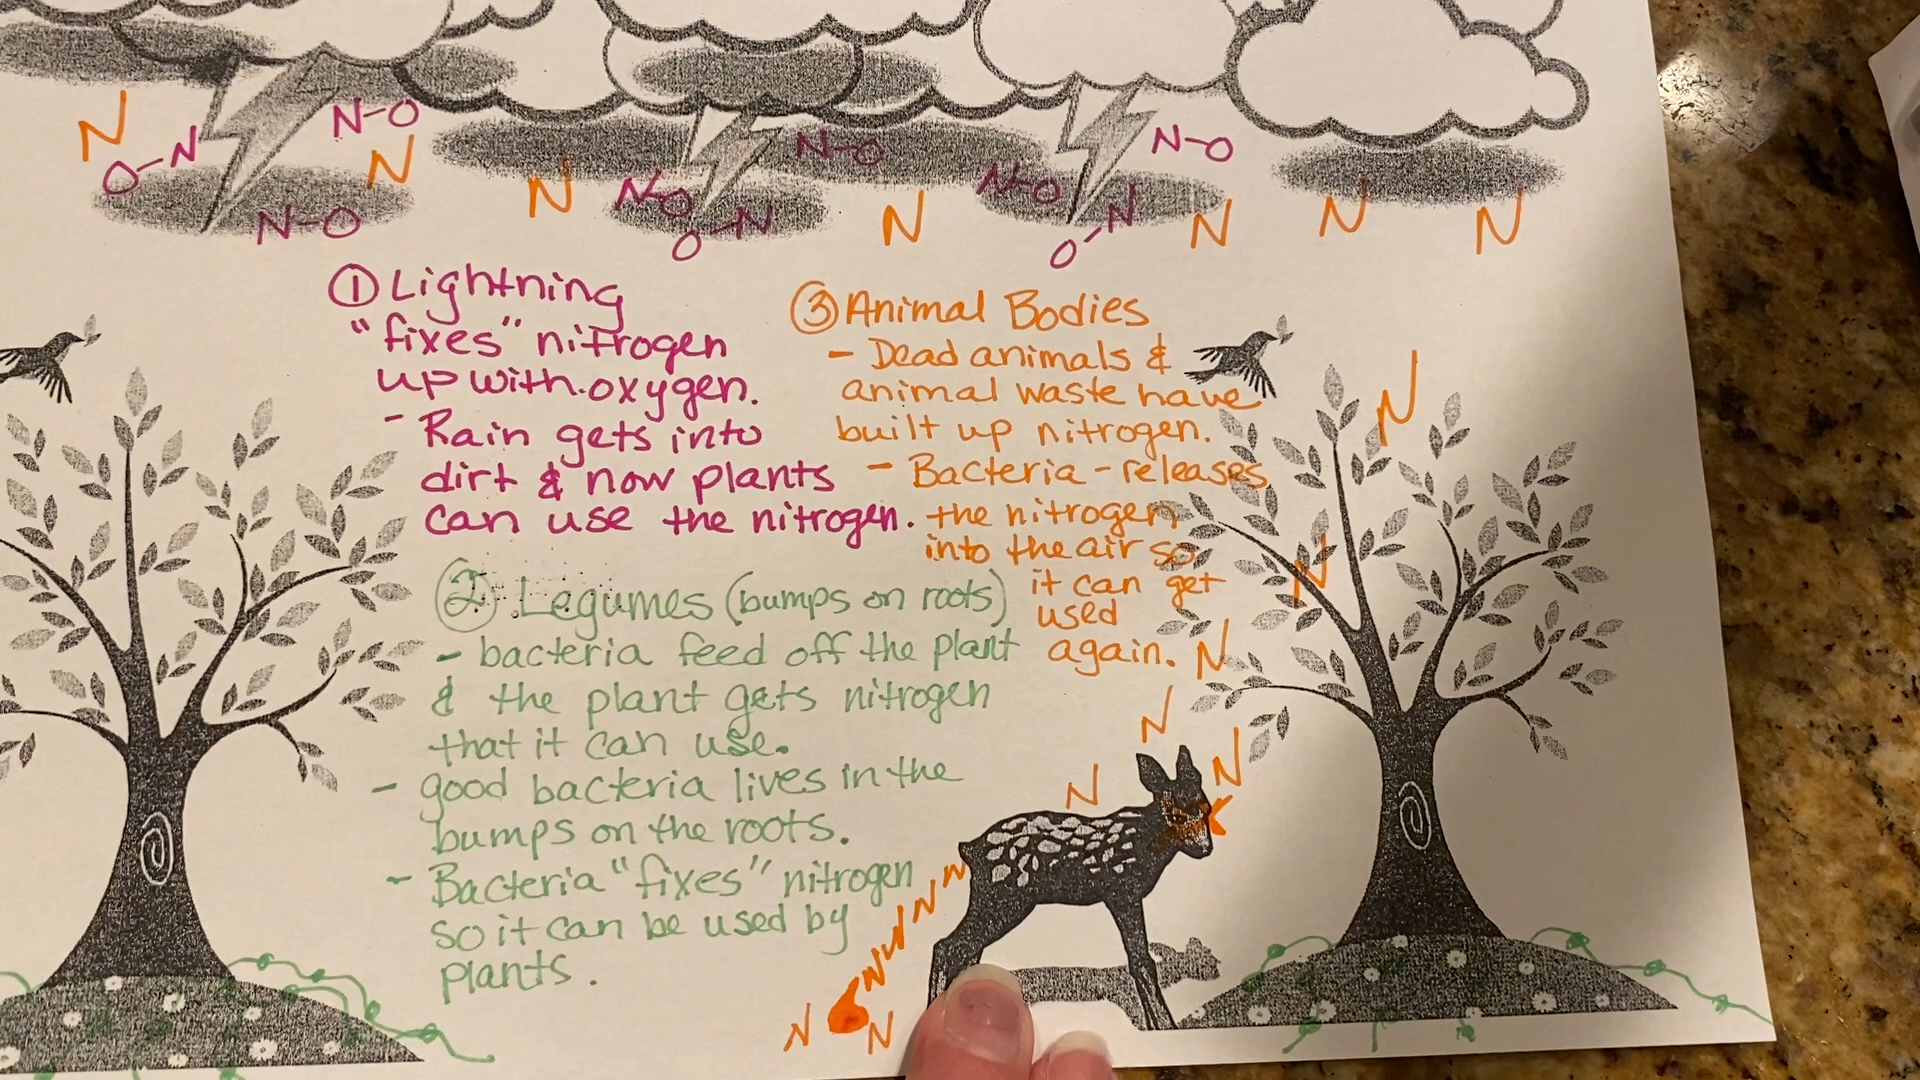 N
O-N
N-O
N
N-O
N
N-O
O-N
N-O
N
N-O
O-N
N-O
N
N
N
① Lightning
"fixes" nitrogen
up with oxygen.
- Rain gets into
dirt & now plants
can use the nitrogen.
② Legumes (bumps on roots)
- bacteria feed off the plant
& the plant gets nitrogen
that it can use.
- good bacteria lives in the
bumps on the roots.
- Bacteria "fixes" nitrogen
so it can be used by
plants.
③ Animal Bodies
- Dead animals &
animal waste have
built up nitrogen.
- Bacteria - releases
the nitrogen
into the air so
it can get
used
again.
N
N
N
N
N
N
N
N
N
N
N
N
N